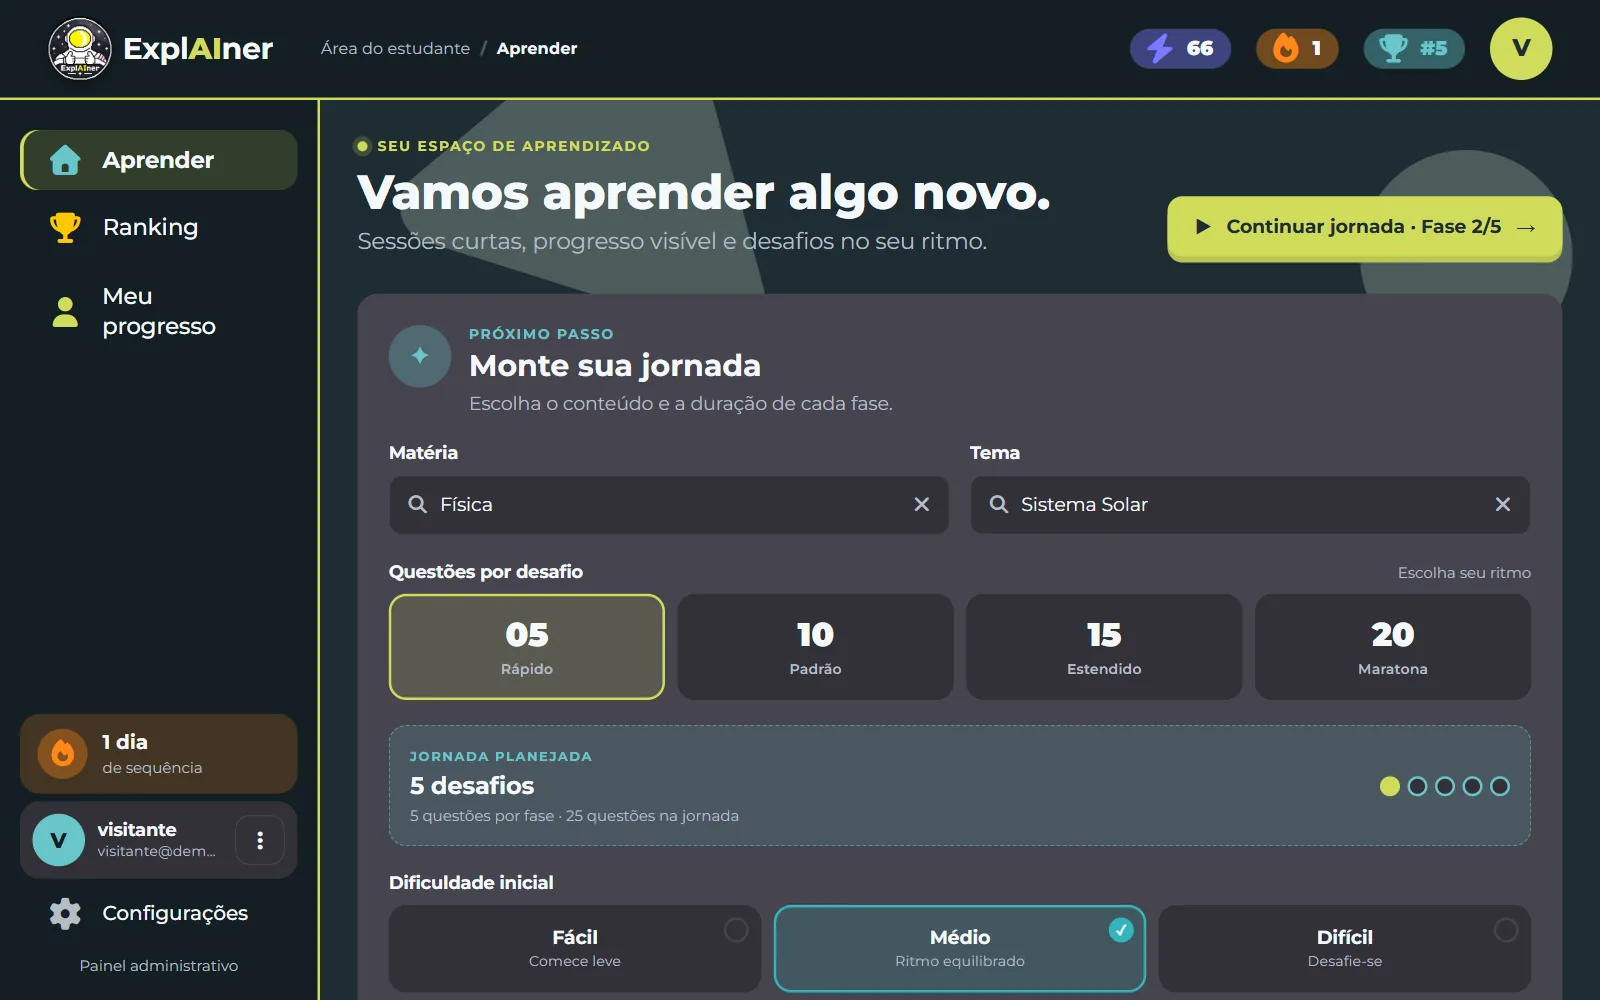 ExplAIner
ExplAIner
Área do estudante / Aprender
66
1
#5
V
Aprender
Ranking
Meu
progresso
1 dia
de sequência
V
visitante
visitante@dem...
Configurações
Painel administrativo
SEU ESPAÇO DE APRENDIZADO
Vamos aprender algo novo.
Sessões curtas, progresso visível e desafios no seu ritmo.
Continuar jornada · Fase 2/5 →
PRÓXIMO PASSO
Monte sua jornada
Escolha o conteúdo e a duração de cada fase.
Matéria
Física
Tema
Sistema Solar
Questões por desafio
Escolha seu ritmo
05
Rápido
10
Padrão
15
Estendido
20
Maratona
JORNADA PLANEJADA
5 desafios
5 questões por fase · 25 questões na jornada
Dificuldade inicial
Fácil
Comece leve
Médio
Ritmo equilibrado
Difícil
Desafie-se